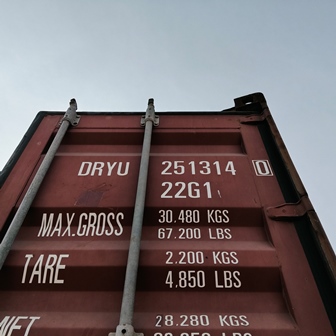 DRYU 251314 0
22G1
MAX.GROSS 30.480 KGS
67.200 LBS
TARE 2.200 KGS
4.850 LBS
NET 28.280 KGS